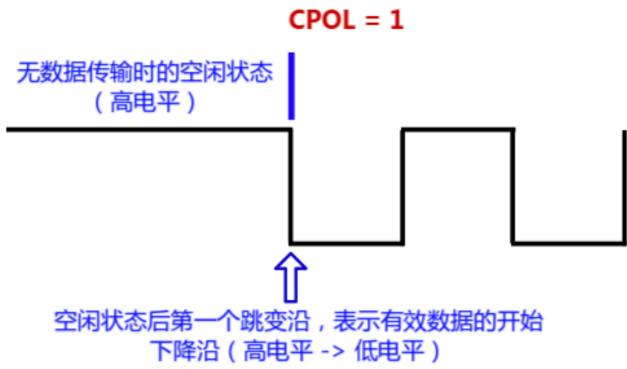 CPOL = 1
无数据传输时的空闲状态
（高电平）
空闲状态后第一个跳变沿，表示有效数据的开始
下降沿（高电平 -> 低电平）